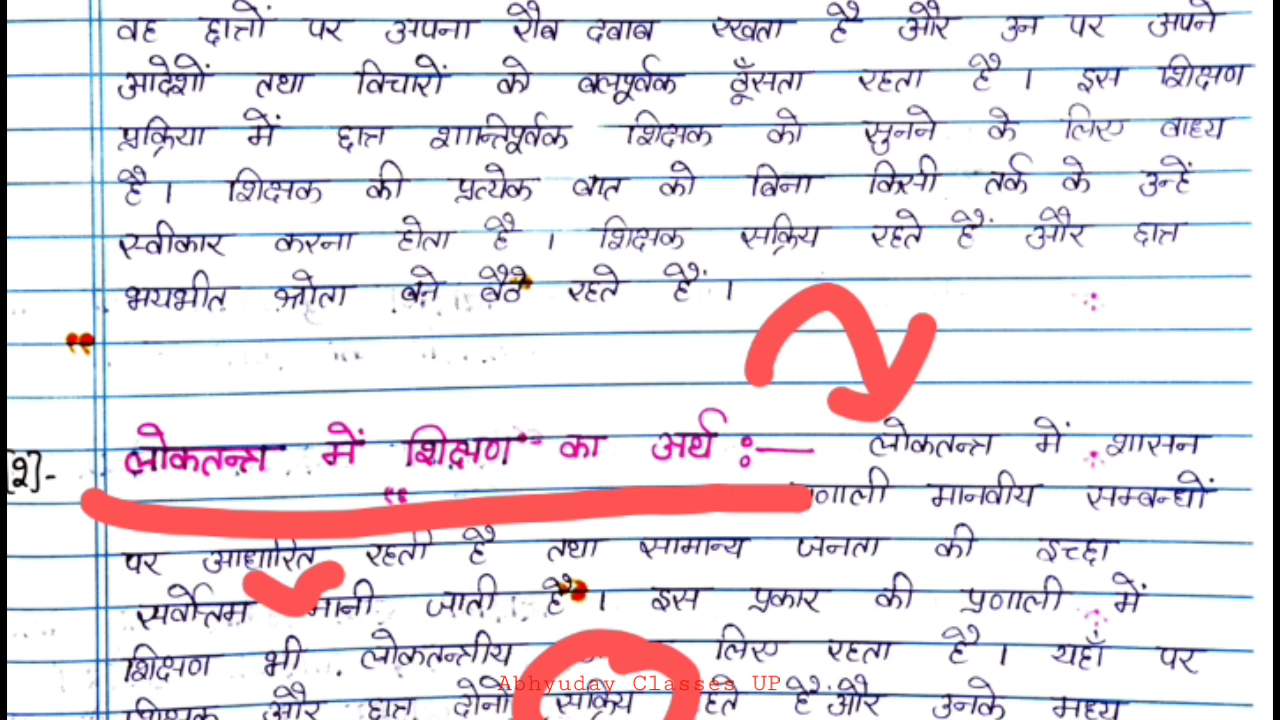 वह छात्रों पर अपना रौब दबाब रखता है और उन पर अपने
आदेशों तथा विचारों को बलपूर्वक ठूँसता रहता है । इस शिक्षण
प्रक्रिया में छात्र शान्तिपूर्वक शिक्षक को सुनने के लिए बाध्य
है । शिक्षक की प्रत्येक बात को बिना किसी तर्क के उन्हें
स्वीकार करना होता है । शिक्षक सक्रिय रहते हैं और छात्र
भयभीत श्रोता बने बैठे रहते हैं ।
[2]- लोकतन्त्र में शिक्षण का अर्थ :— लोकतन्त्र में शासन
प्रणाली मानवीय सम्बन्धों
पर आधारित रहती है तथा सामान्य जनता की इच्छा
सर्वोत्तम मानी जाती है । इस प्रकार की प्रणाली में
शिक्षण भी लोकतन्त्रीय लिए रहता है । यहाँ पर
शिक्षक और छात्र दोनों सक्रिय रहते हैं और उनके मध्य
Abhyuday Classes UP